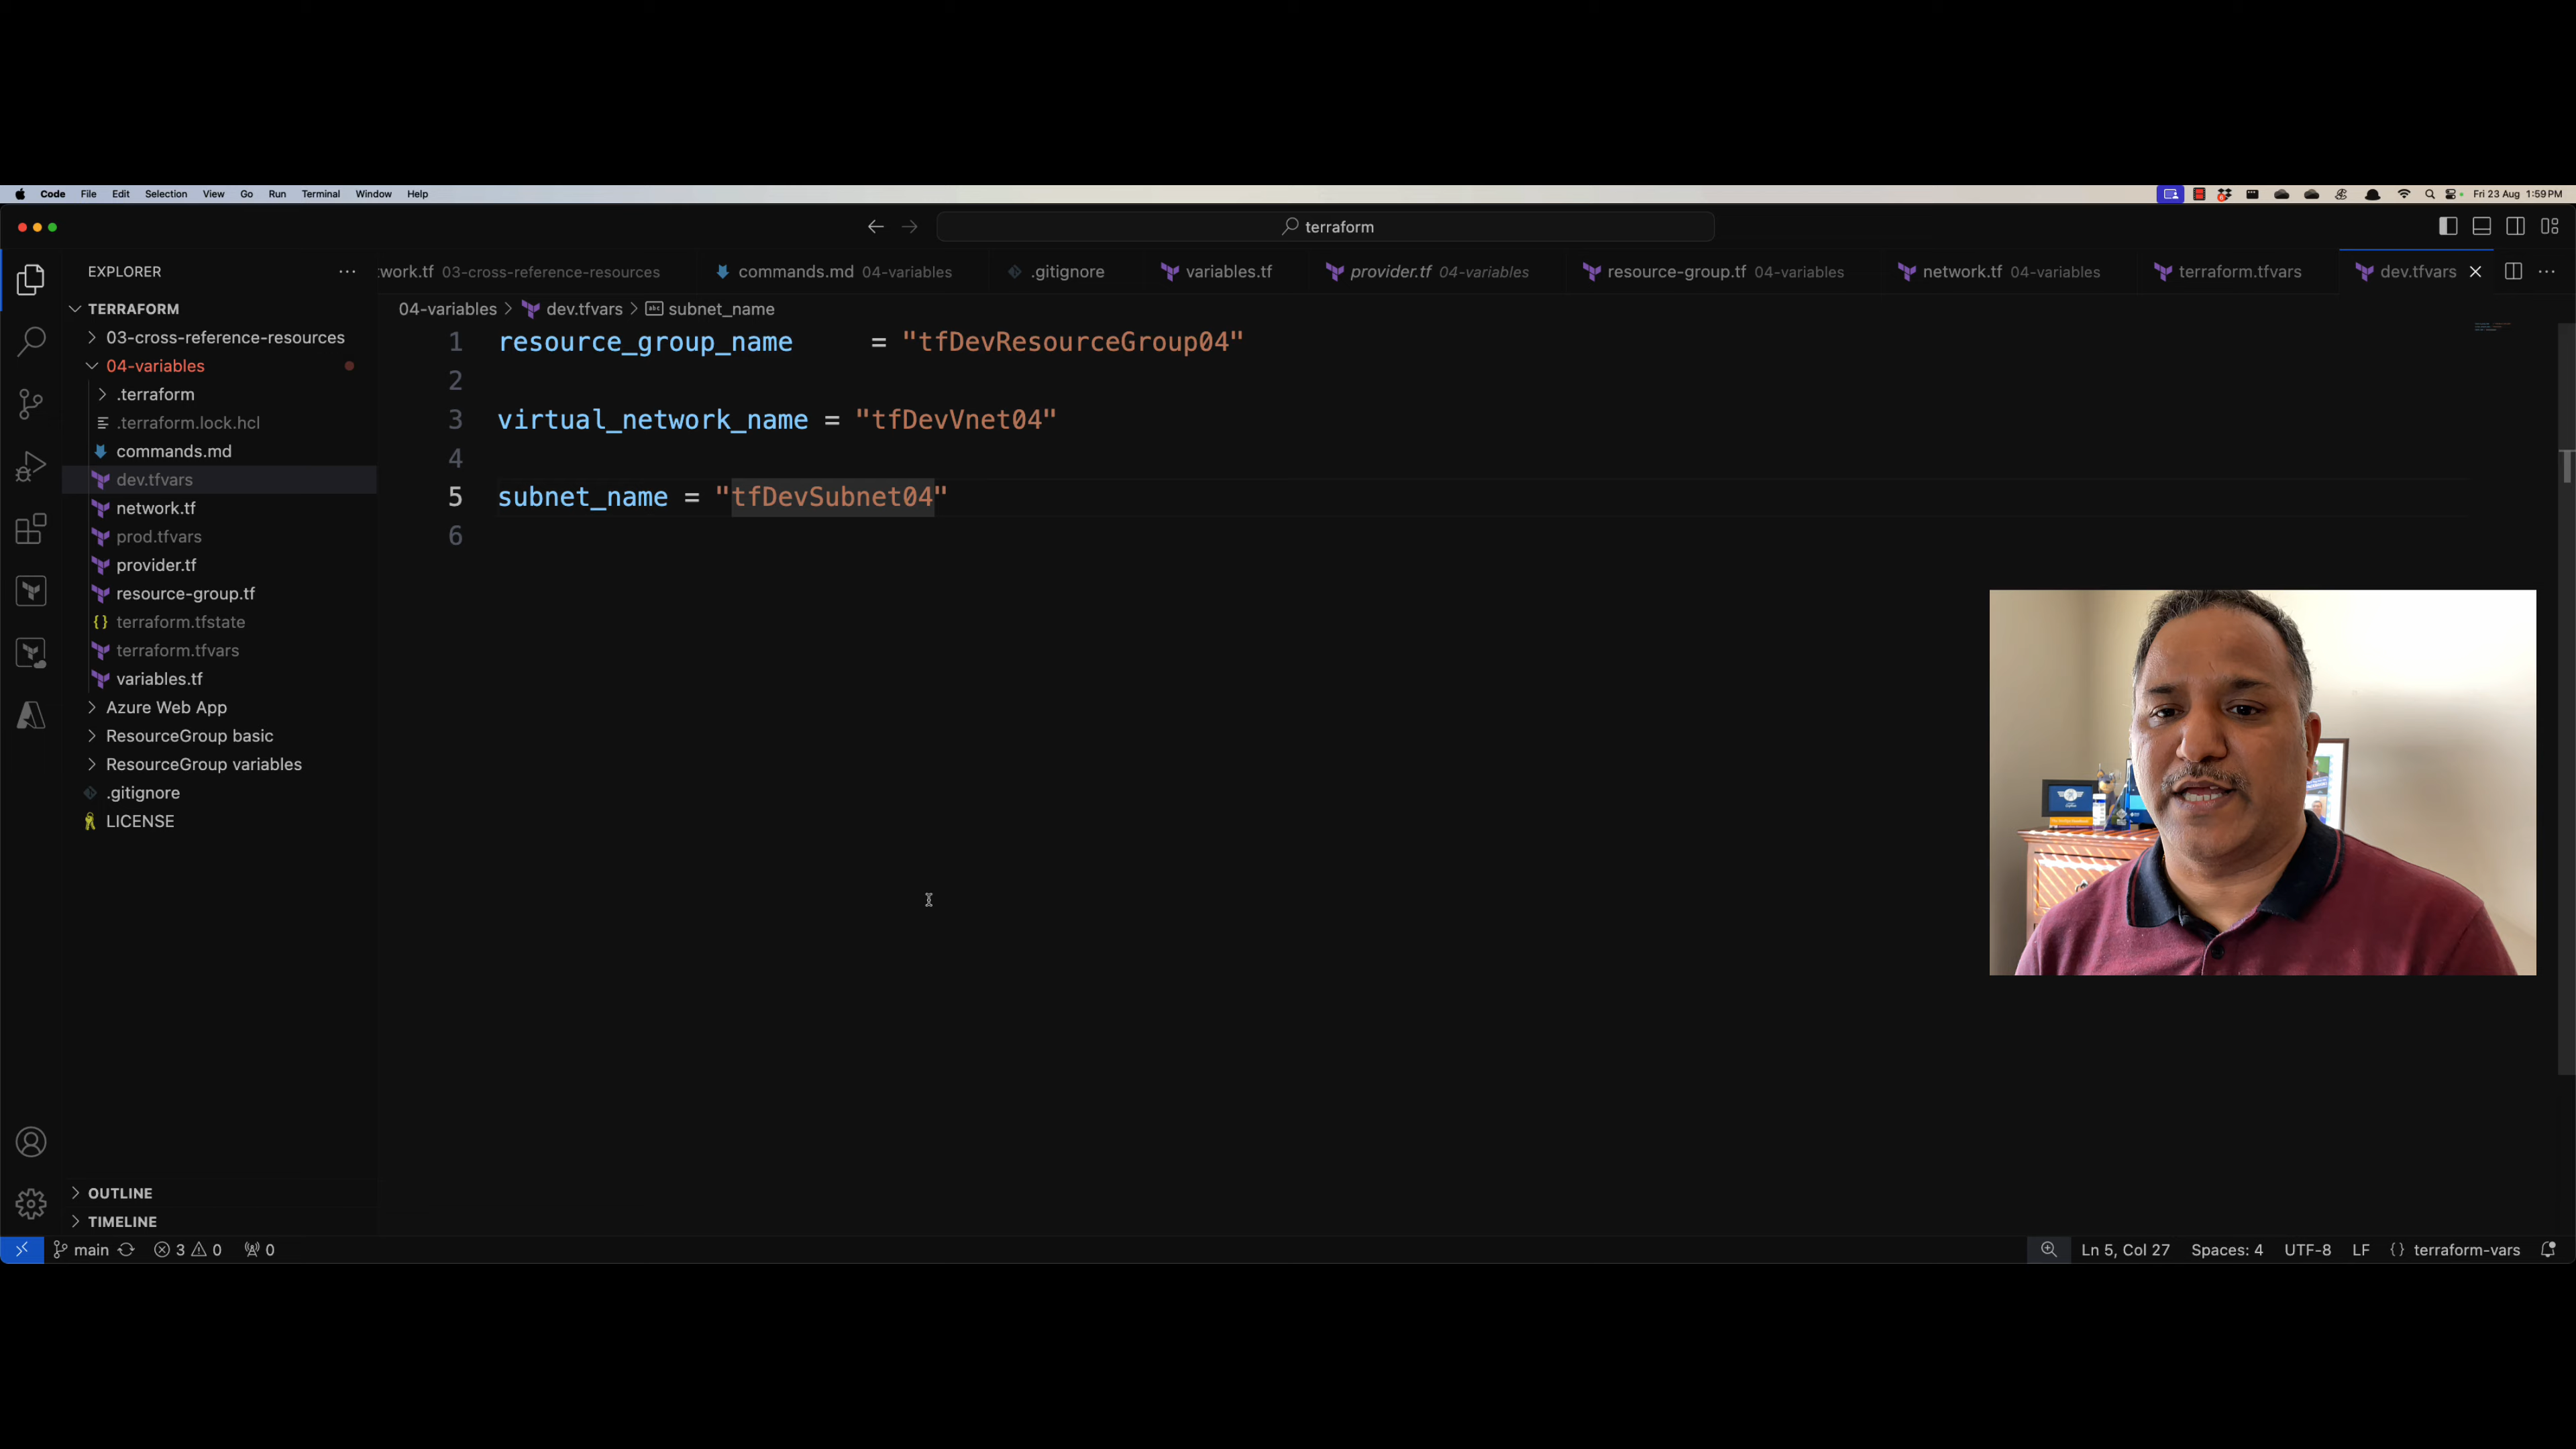 Code File Edit Selection View Go Run Terminal Window Help Fri 23 Aug 1:59 PM
terraform
EXPLORER
twork.tf 03-cross-reference-resources commands.md 04-variables .gitignore variables.tf provider.tf 04-variables resource-group.tf 04-variables network.tf 04-variables terraform.tfvars dev.tfvars
04-variables > dev.tfvars > subnet_name
TERRAFORM
03-cross-reference-resources
04-variables
.terraform
.terraform.lock.hcl
commands.md
dev.tfvars
network.tf
prod.tfvars
provider.tf
resource-group.tf
terraform.tfstate
terraform.tfvars
variables.tf
Azure Web App
ResourceGroup basic
ResourceGroup variables
.gitignore
LICENSE
1 resource_group_name = "tfDevResourceGroup04"
2
3 virtual_network_name = "tfDevVnet04"
4
5 subnet_name = "tfDevSubnet04"
6
OUTLINE
TIMELINE
main 3 0 0 Ln 5, Col 27 Spaces: 4 UTF-8 LF {} terraform-vars